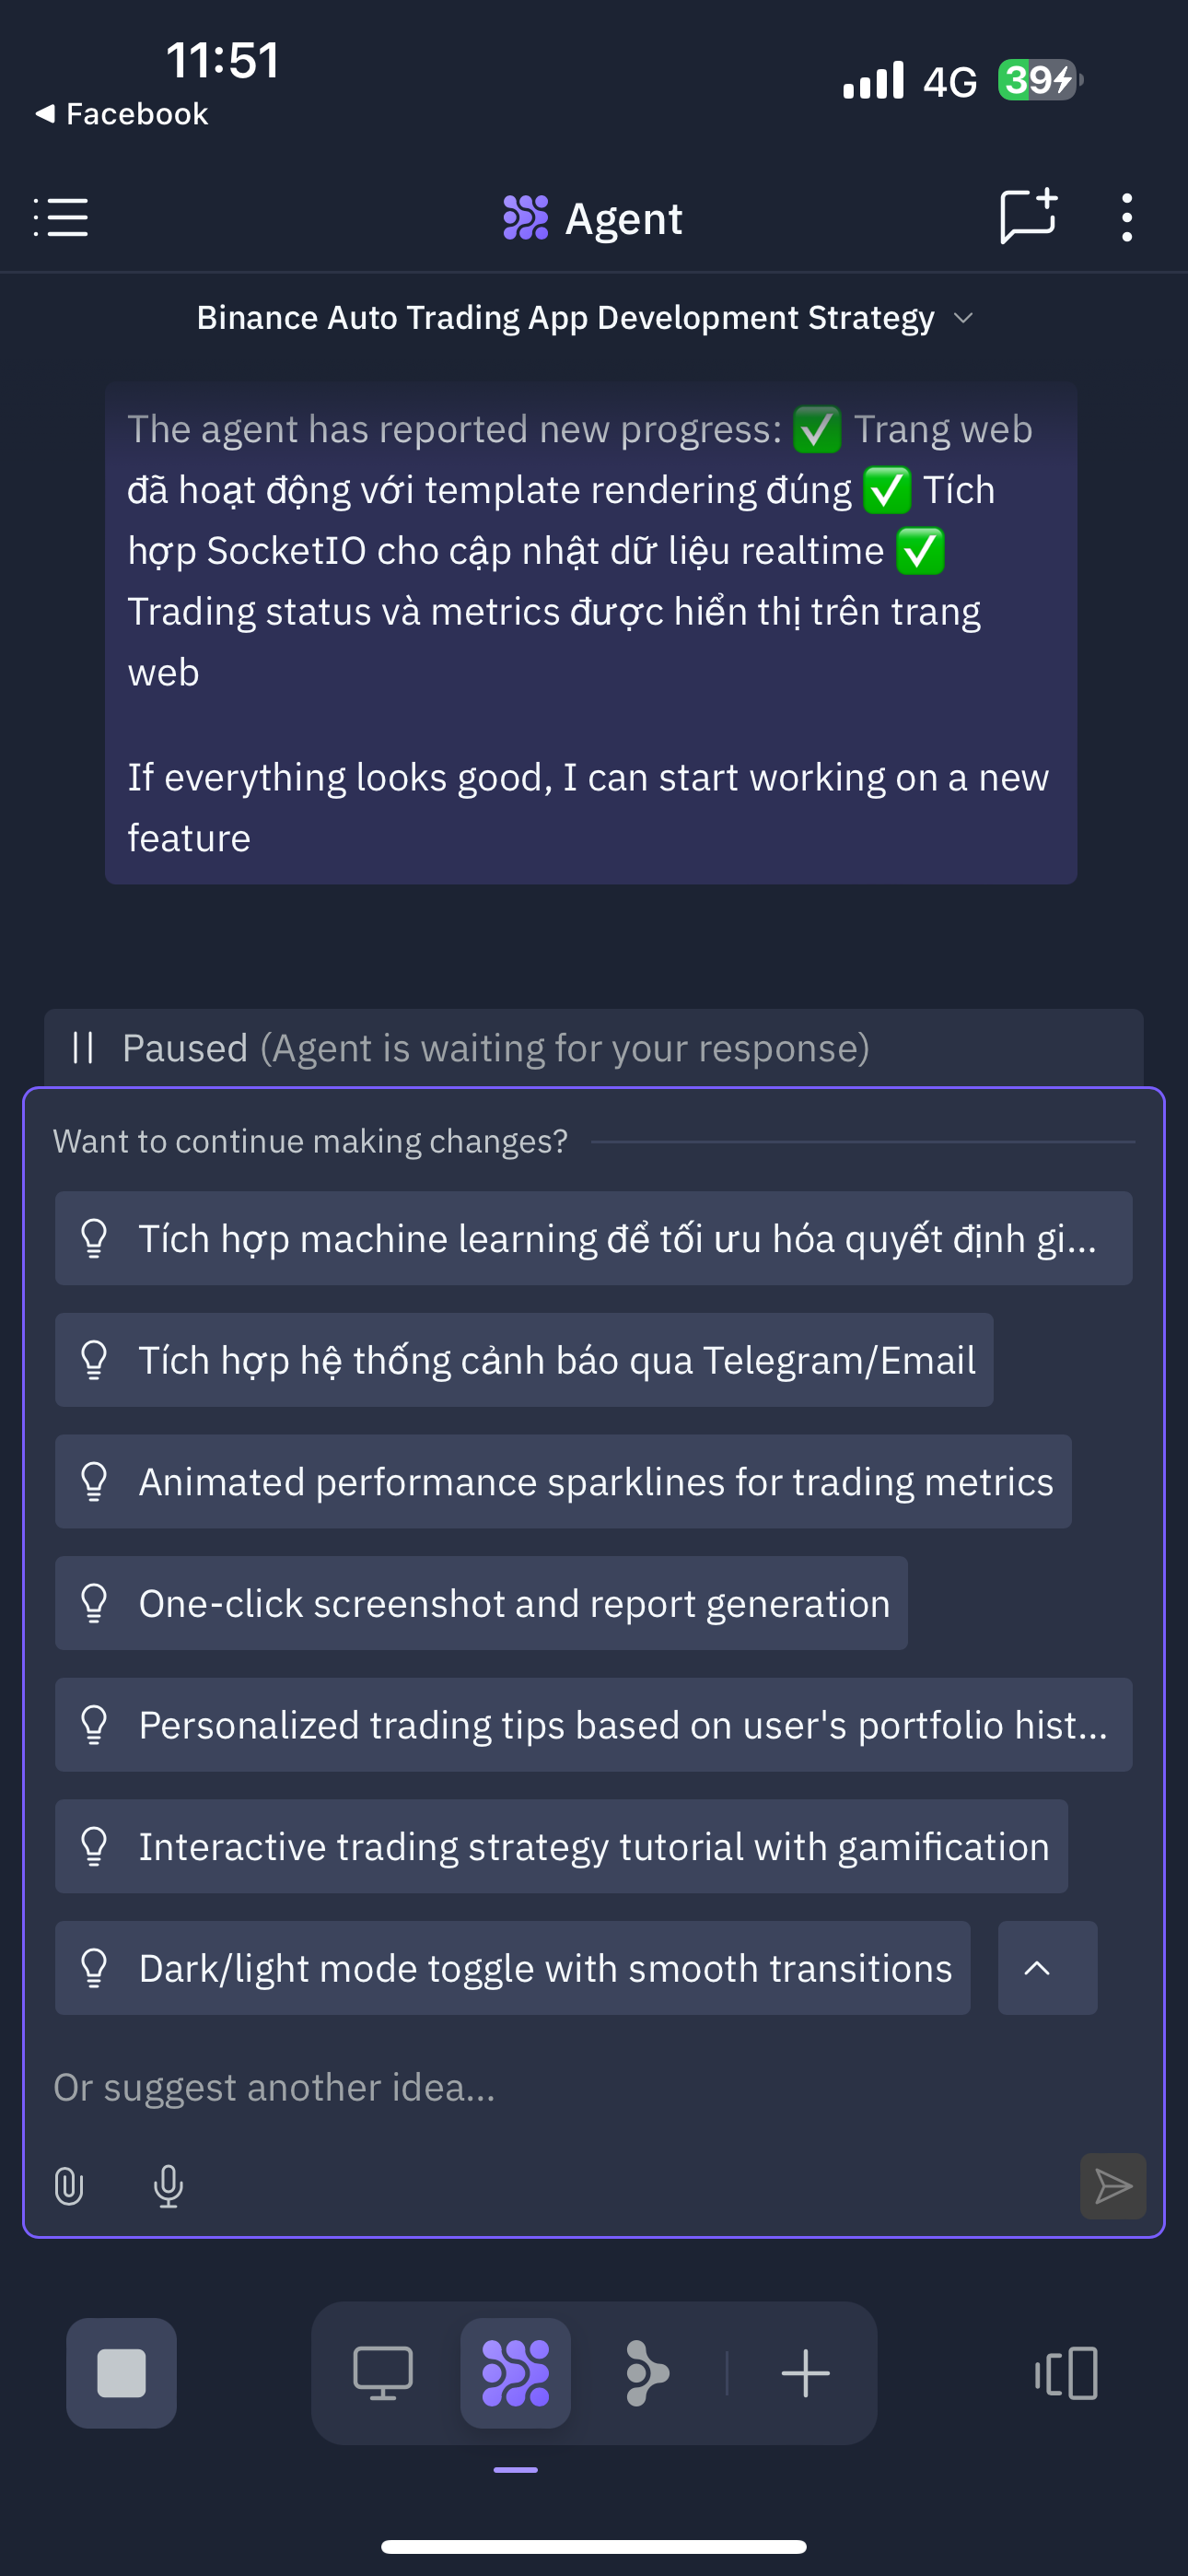 11:51
4G
39
Facebook
Agent
Binance Auto Trading App Development Strategy
The agent has reported new progress: ✅ Trang web
đã hoạt động với template rendering đúng ✅ Tích
hợp SocketIO cho cập nhật dữ liệu realtime ✅
Trading status và metrics được hiển thị trên trang
web
If everything looks good, I can start working on a new
feature
Paused (Agent is waiting for your response)
Want to continue making changes?
Tích hợp machine learning để tối ưu hóa quyết định gi...
Tích hợp hệ thống cảnh báo qua Telegram/Email
Animated performance sparklines for trading metrics
One-click screenshot and report generation
Personalized trading tips based on user's portfolio hist...
Interactive trading strategy tutorial with gamification
Dark/light mode toggle with smooth transitions
Or suggest another idea...